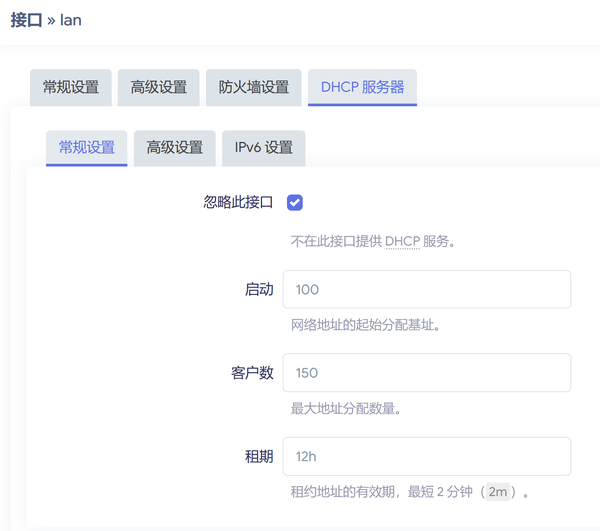 接口 » lan
常规设置 高级设置 防火墙设置 DHCP 服务器
常规设置 高级设置 IPv6 设置
忽略此接口
不在此接口提供 DHCP 服务。
启动 100
网络地址的起始分配基址。
客户数 150
最大地址分配数量。
租期 12h
租约地址的有效期，最短 2 分钟（2m）。